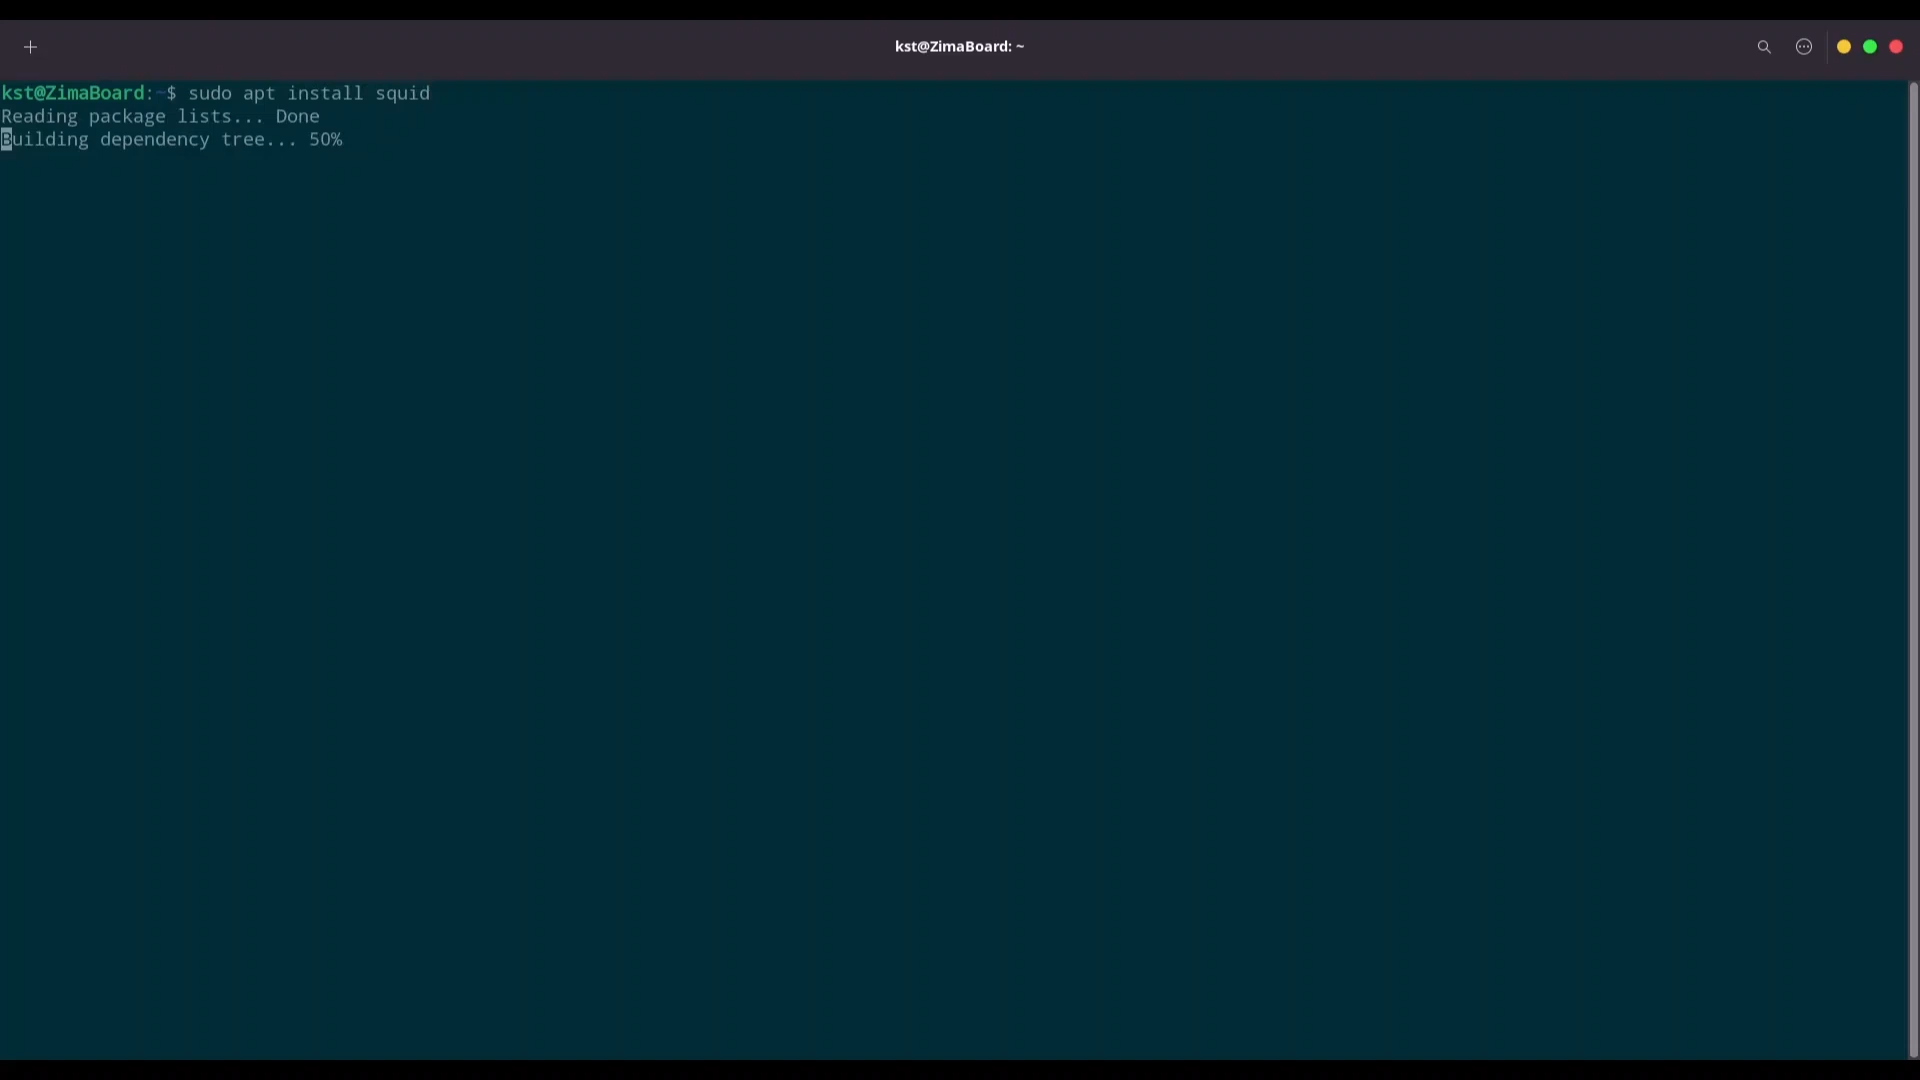 kst@ZimaBoard: ~
kst@ZimaBoard:~$ sudo apt install squid
Reading package lists... Done
Building dependency tree... 50%